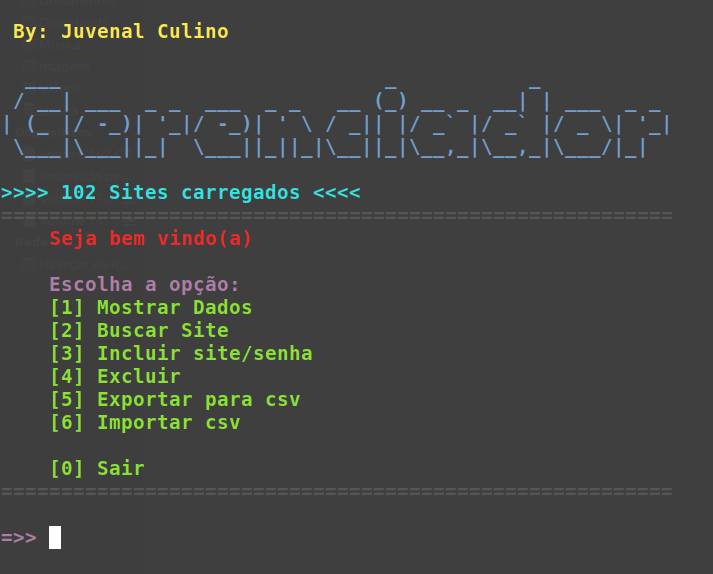 By: Juvenal Culino
Gerenciador
>>>> 102 Sites carregados <<<<
========================================================
Seja bem vindo(a)
Escolha a opção:
[1] Mostrar Dados
[2] Buscar Site
[3] Incluir site/senha
[4] Excluir
[5] Exportar para csv
[6] Importar csv
[0] Sair
========================================================
=>>